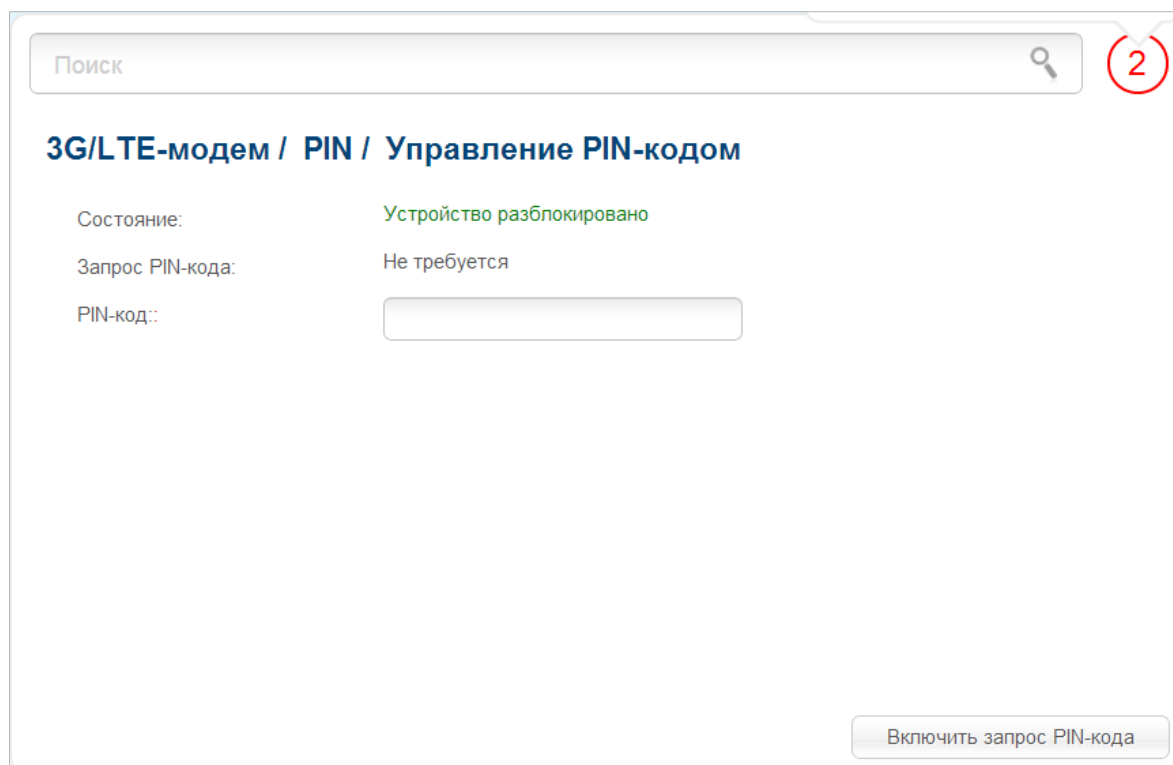 Поиск
2
3G/LTE-модем / PIN / Управление PIN-кодом
Состояние: Устройство разблокировано
Запрос PIN-кода: Не требуется
PIN-код::
Включить запрос PIN-кода